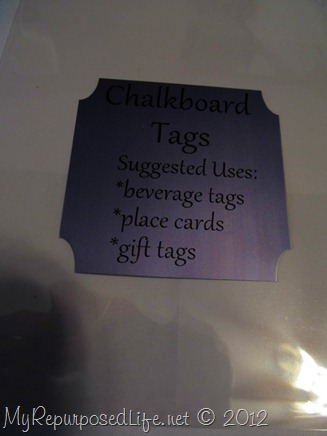 Chalkboard
Tags
Suggested Uses:
*beverage tags
*place cards
*gift tags
MyRepurposedLife.net © 2012